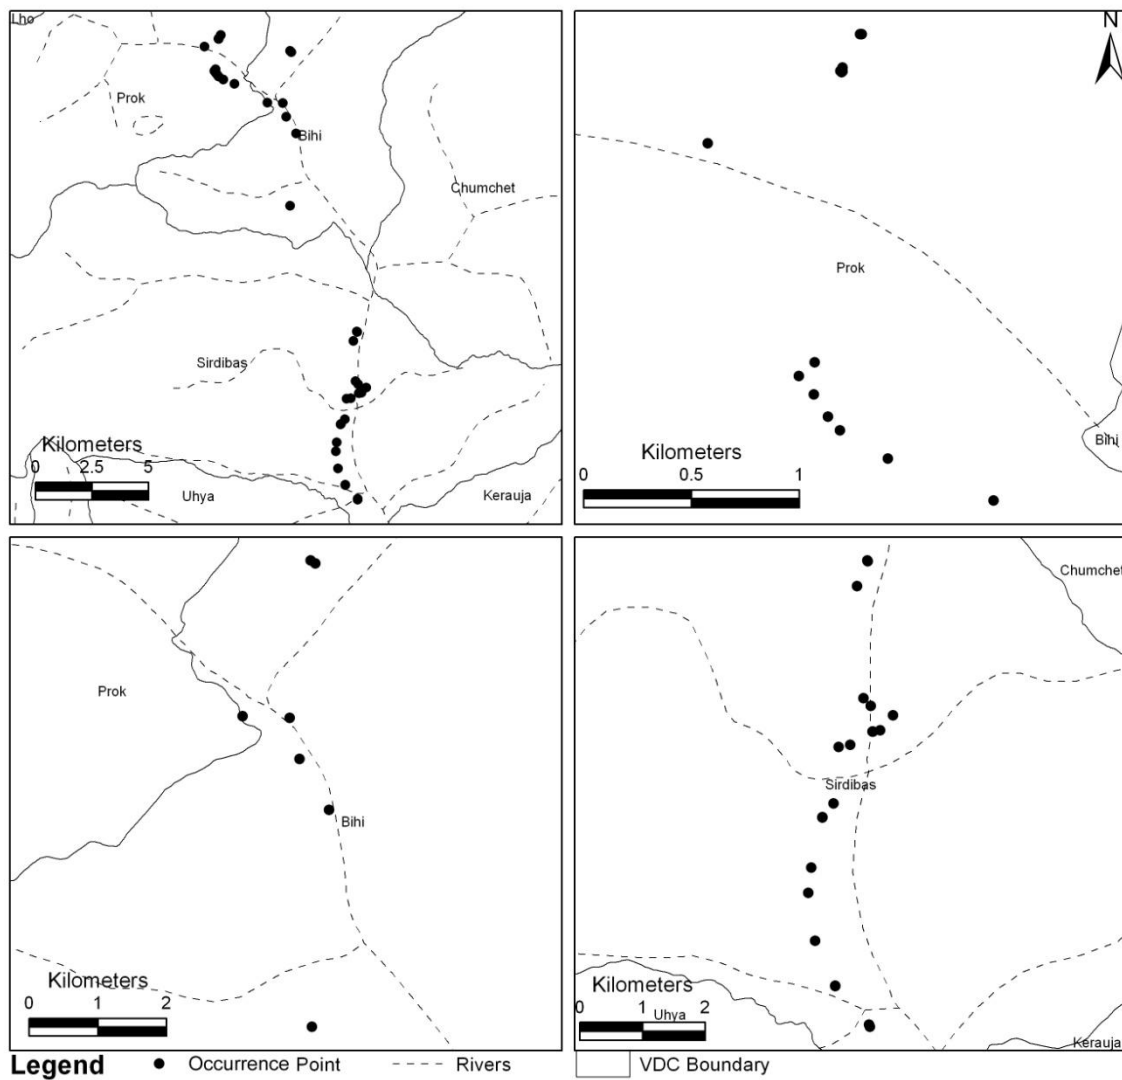 Lho
Prok
Bihi
Chumchet
Sirdibas
Kilometers
0 2.5 5
Uhya
Kerauja
N
Prok
Bihi
Kilometers
0 0.5 1
Prok
Bihi
Kilometers
0 1 2
Chumchet
Sirdibas
Kilometers
0 1 2
Uhya
Kerauja
Legend Occurrence Point Rivers VDC Boundary